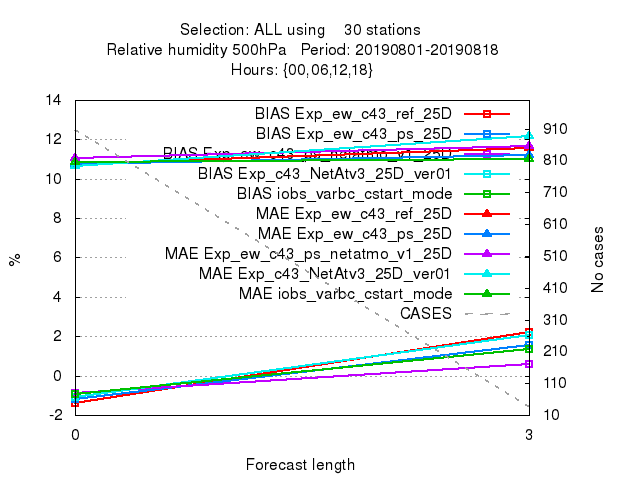 Selection: ALL using 30 stations
Relative humidity 500hPa Period: 20190801-20190818
Hours: {00,06,12,18}
14
12
10
8
6
4
2
0
-2
%
BIAS Exp_ew_c43_ref_25D
BIAS Exp_ew_c43_ps_25D
BIAS Exp_ew_c43
BIAS Exp_c43_NetAtv3_25D_ver01
BIAS iobs_varbc_cstart_mode
MAE Exp_ew_c43_ref_25D
MAE Exp_ew_c43_ps_25D
MAE Exp_ew_c43_ps_netatmo_v1_25D
MAE Exp_c43_NetAtv3_25D_ver01
MAE iobs_varbc_cstart_mode
CASES
910
810
710
610
510
410
310
210
110
10
No cases
0
3
Forecast length